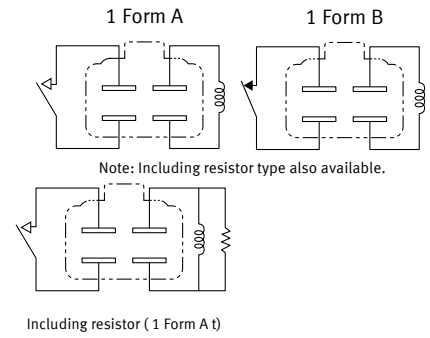 1 Form A
1 Form B
Note: Including resistor type also available.
Including resistor ( 1 Form A t)